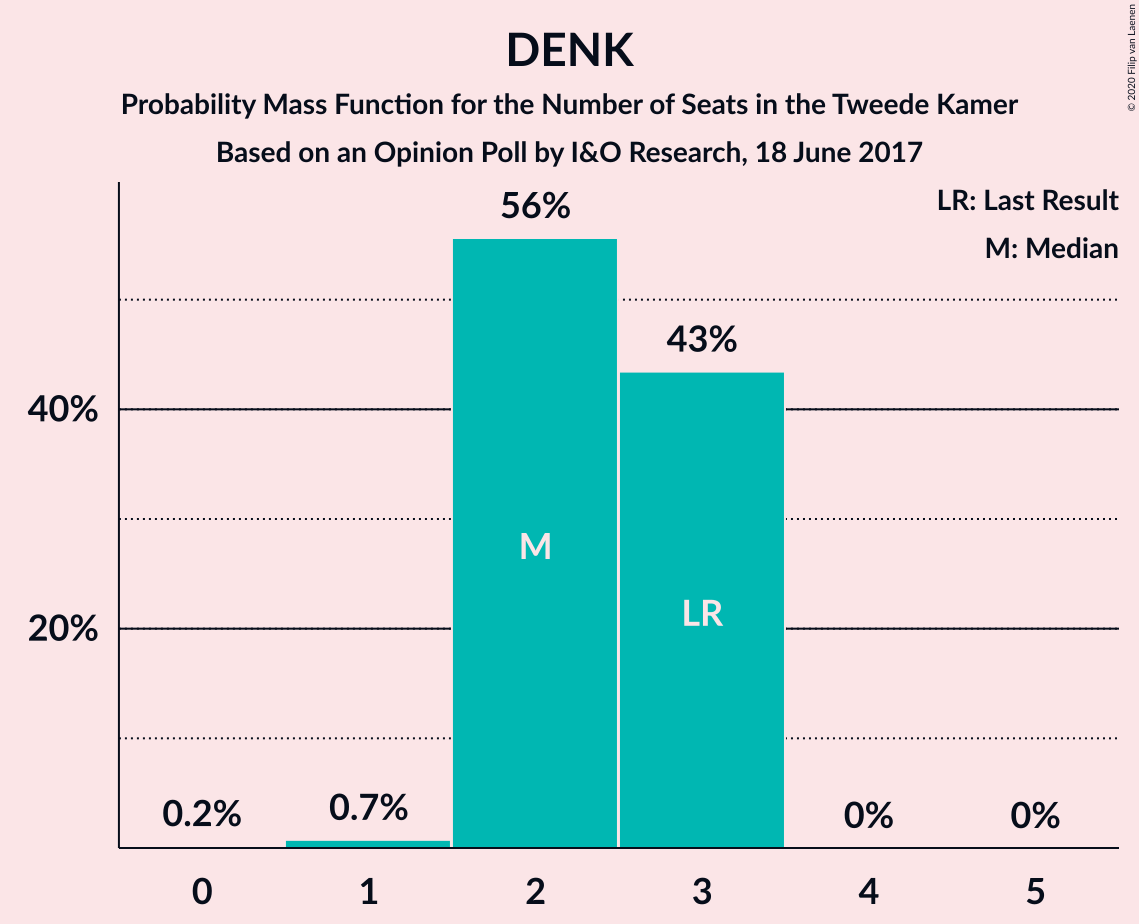 DENK
Probability Mass Function for the Number of Seats in the Tweede Kamer
Based on an Opinion Poll by I&O Research, 18 June 2017
© 2020 Filip van Laenen
LR: Last Result
M: Median
56%
43%
40%
M
LR
20%
0.2%
0.7%
0%
0%
0
1
2
3
4
5